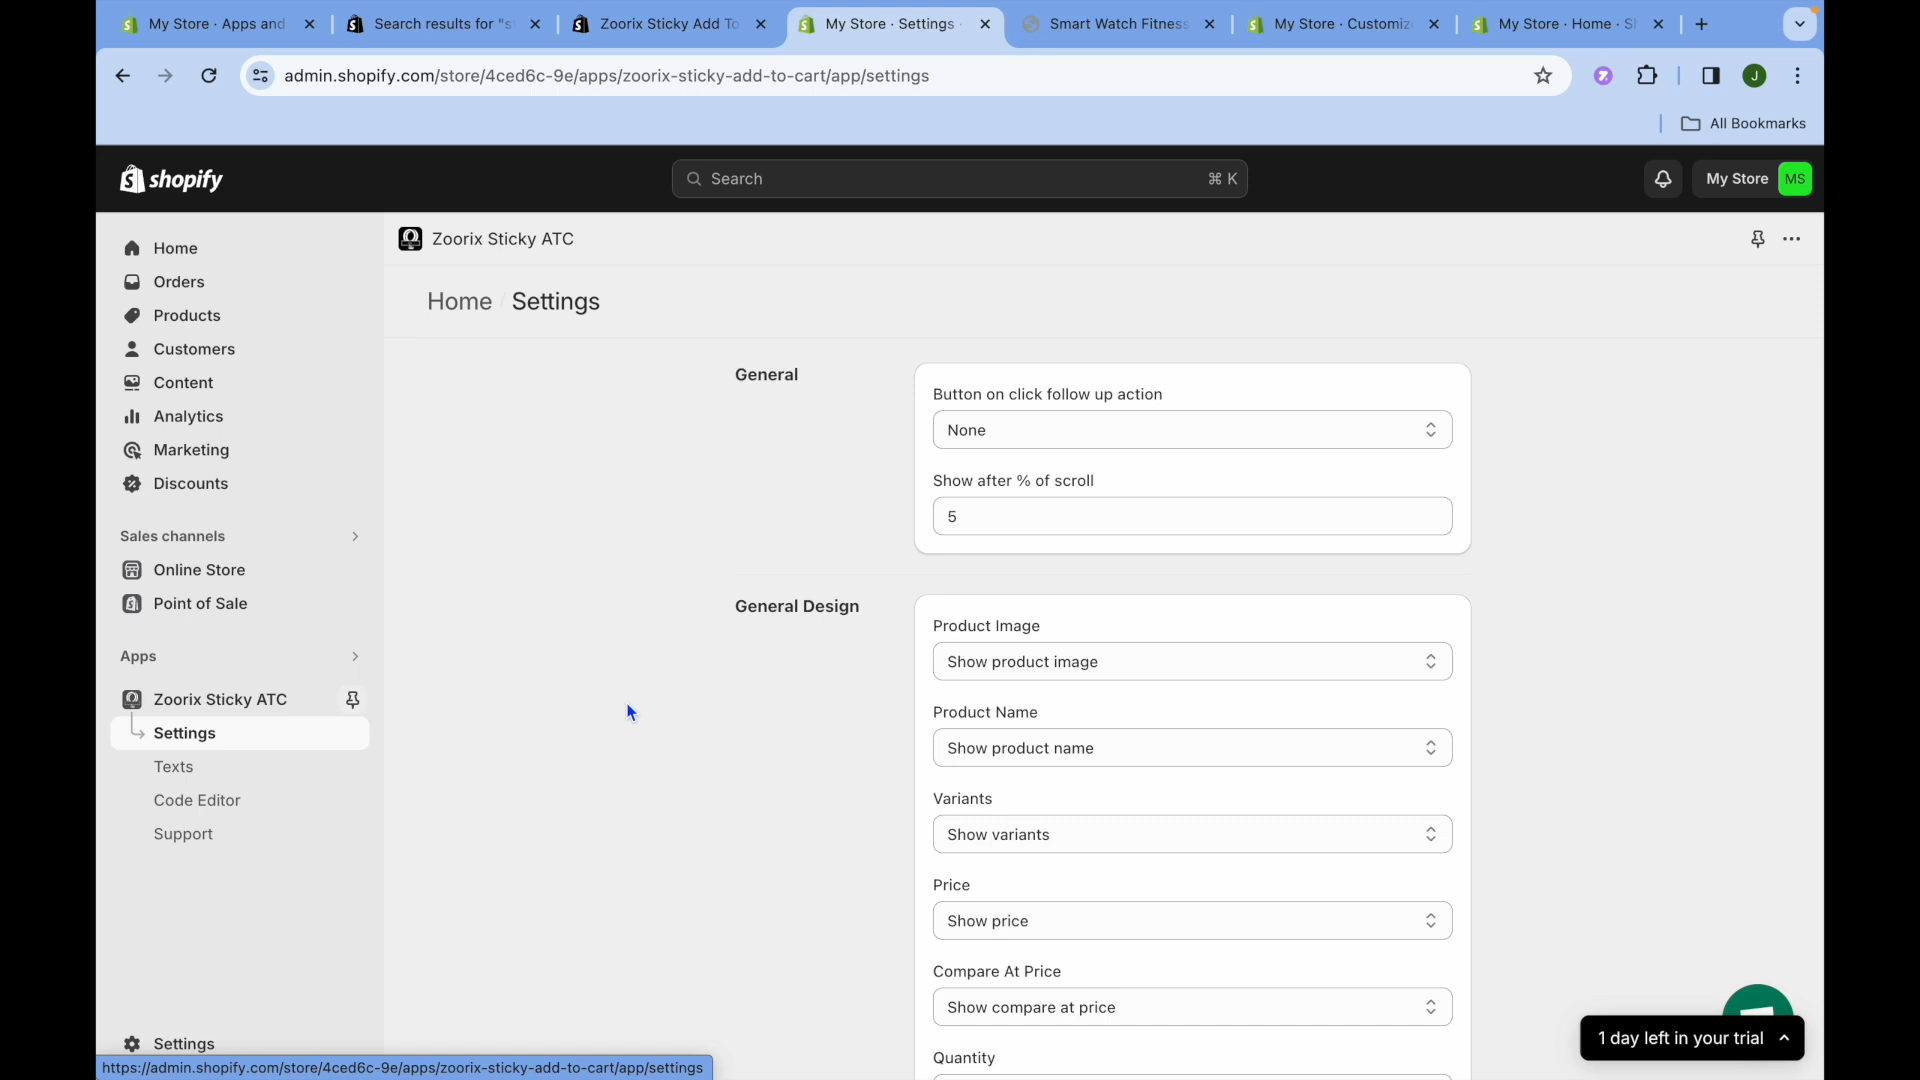 My Store · Apps and
Search results for "s
Zoorix Sticky Add To
My Store · Settings ·
Smart Watch Fitness
My Store · Customiz
My Store · Home · S
admin.shopify.com/store/4ced6c-9e/apps/zoorix-sticky-add-to-cart/app/settings
J
All Bookmarks
shopify
Search
⌘ K
My Store
MS
Home
Orders
Products
Customers
Content
Analytics
Marketing
Discounts
Sales channels
Online Store
Point of Sale
Apps
Zoorix Sticky ATC
Settings
Texts
Code Editor
Support
Settings
Zoorix Sticky ATC
Home / Settings
General
Button on click follow up action
None
Show after % of scroll
5
General Design
Product Image
Show product image
Product Name
Show product name
Variants
Show variants
Price
Show price
Compare At Price
Show compare at price
Quantity
1 day left in your trial
https://admin.shopify.com/store/4ced6c-9e/apps/zoorix-sticky-add-to-cart/app/settings